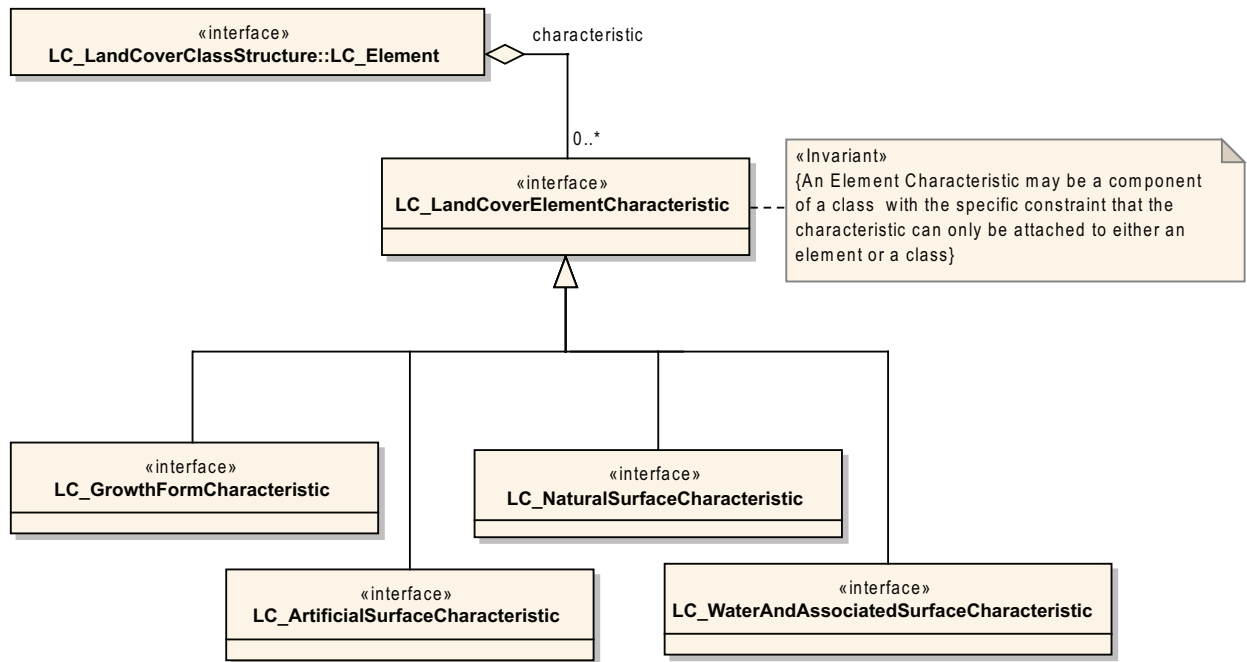 «interface»
LC_LandCoverClassStructure::LC_Element
characteristic
0..*
«interface»
LC_LandCoverElementCharacteristic
«Invariant»
{An Element Characteristic may be a component
of a class with the specific constraint that the
characteristic can only be attached to either an
element or a class}
«interface»
LC_GrowthFormCharacteristic
«interface»
LC_NaturalSurfaceCharacteristic
«interface»
LC_ArtificialSurfaceCharacteristic
«interface»
LC_WaterAndAssociatedSurfaceCharacteristic